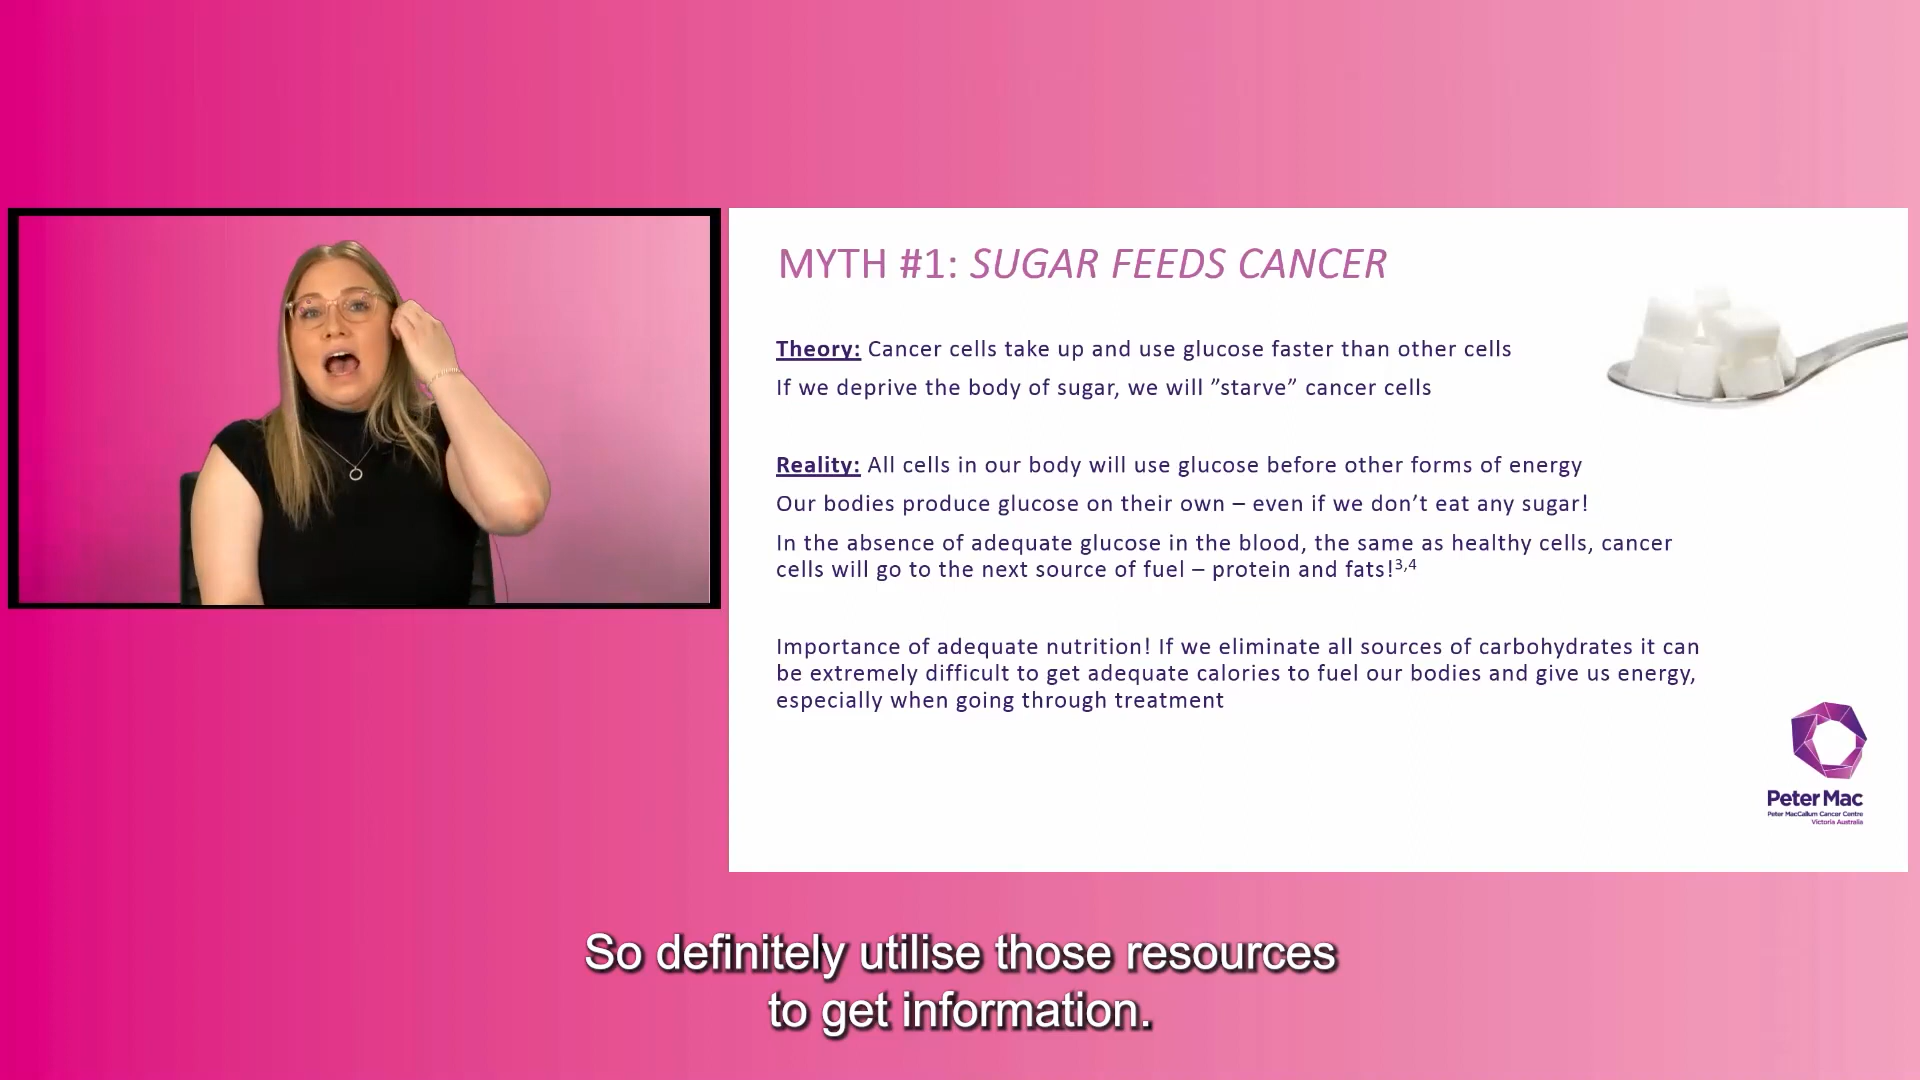 MYTH #1: SUGAR FEEDS CANCER
Theory: Cancer cells take up and use glucose faster than other cells
If we deprive the body of sugar, we will ”starve” cancer cells
Reality: All cells in our body will use glucose before other forms of energy
Our bodies produce glucose on their own – even if we don’t eat any sugar!
In the absence of adequate glucose in the blood, the same as healthy cells, cancer
cells will go to the next source of fuel – protein and fats!3,4
Importance of adequate nutrition! If we eliminate all sources of carbohydrates it can
be extremely difficult to get adequate calories to fuel our bodies and give us energy,
especially when going through treatment
Peter Mac
Peter MacCallum Cancer Centre
Victoria Australia
So definitely utilise those resources
to get information.